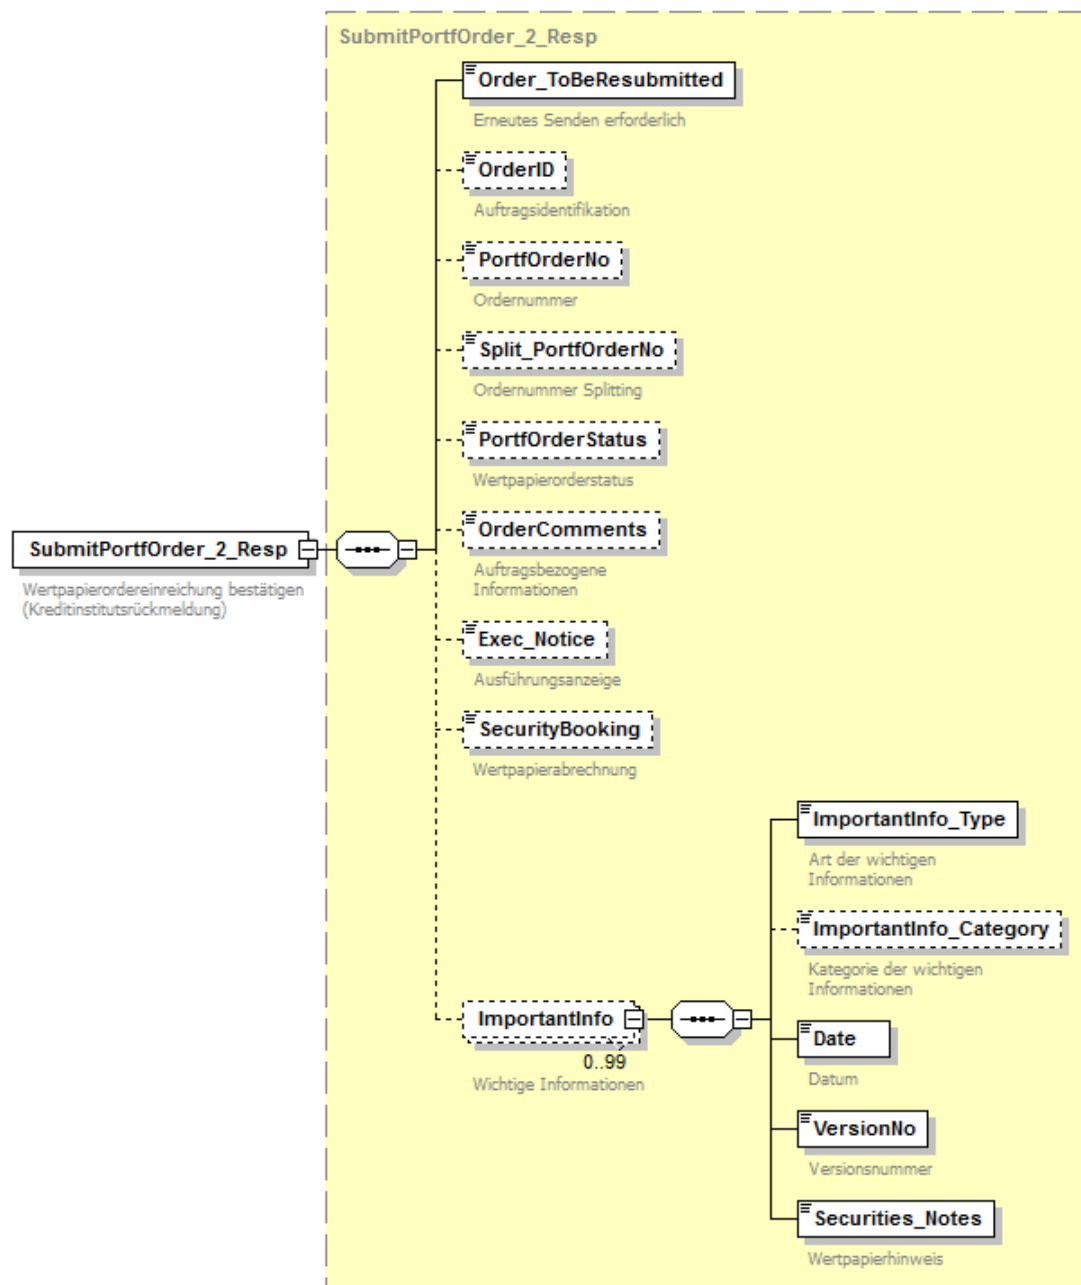 SubmitPortfOrder_2_Resp
Order_ToBeResubmitted
Erneutes Senden erforderlich
OrderID
Auftragsidentifikation
PortfOrderNo
Ordernummer
Split_PortfOrderNo
Ordernummer Splitting
PortfOrderStatus
Wertpapierorderstatus
SubmitPortfOrder_2_Resp
Wertpapierordereinreichung bestätigen
(Kreditinstitutsrückmeldung)
OrderComments
Auftragsbezogene
Informationen
Exec_Notice
Ausführungsanzeige
SecurityBooking
Wertpapierabrechnung
ImportantInfo
0..99
Wichtige Informationen
ImportantInfo_Type
Art der wichtigen
Informationen
ImportantInfo_Category
Kategorie der wichtigen
Informationen
Date
Datum
VersionNo
Versionsnummer
Securities_Notes
Wertpapierhinweis